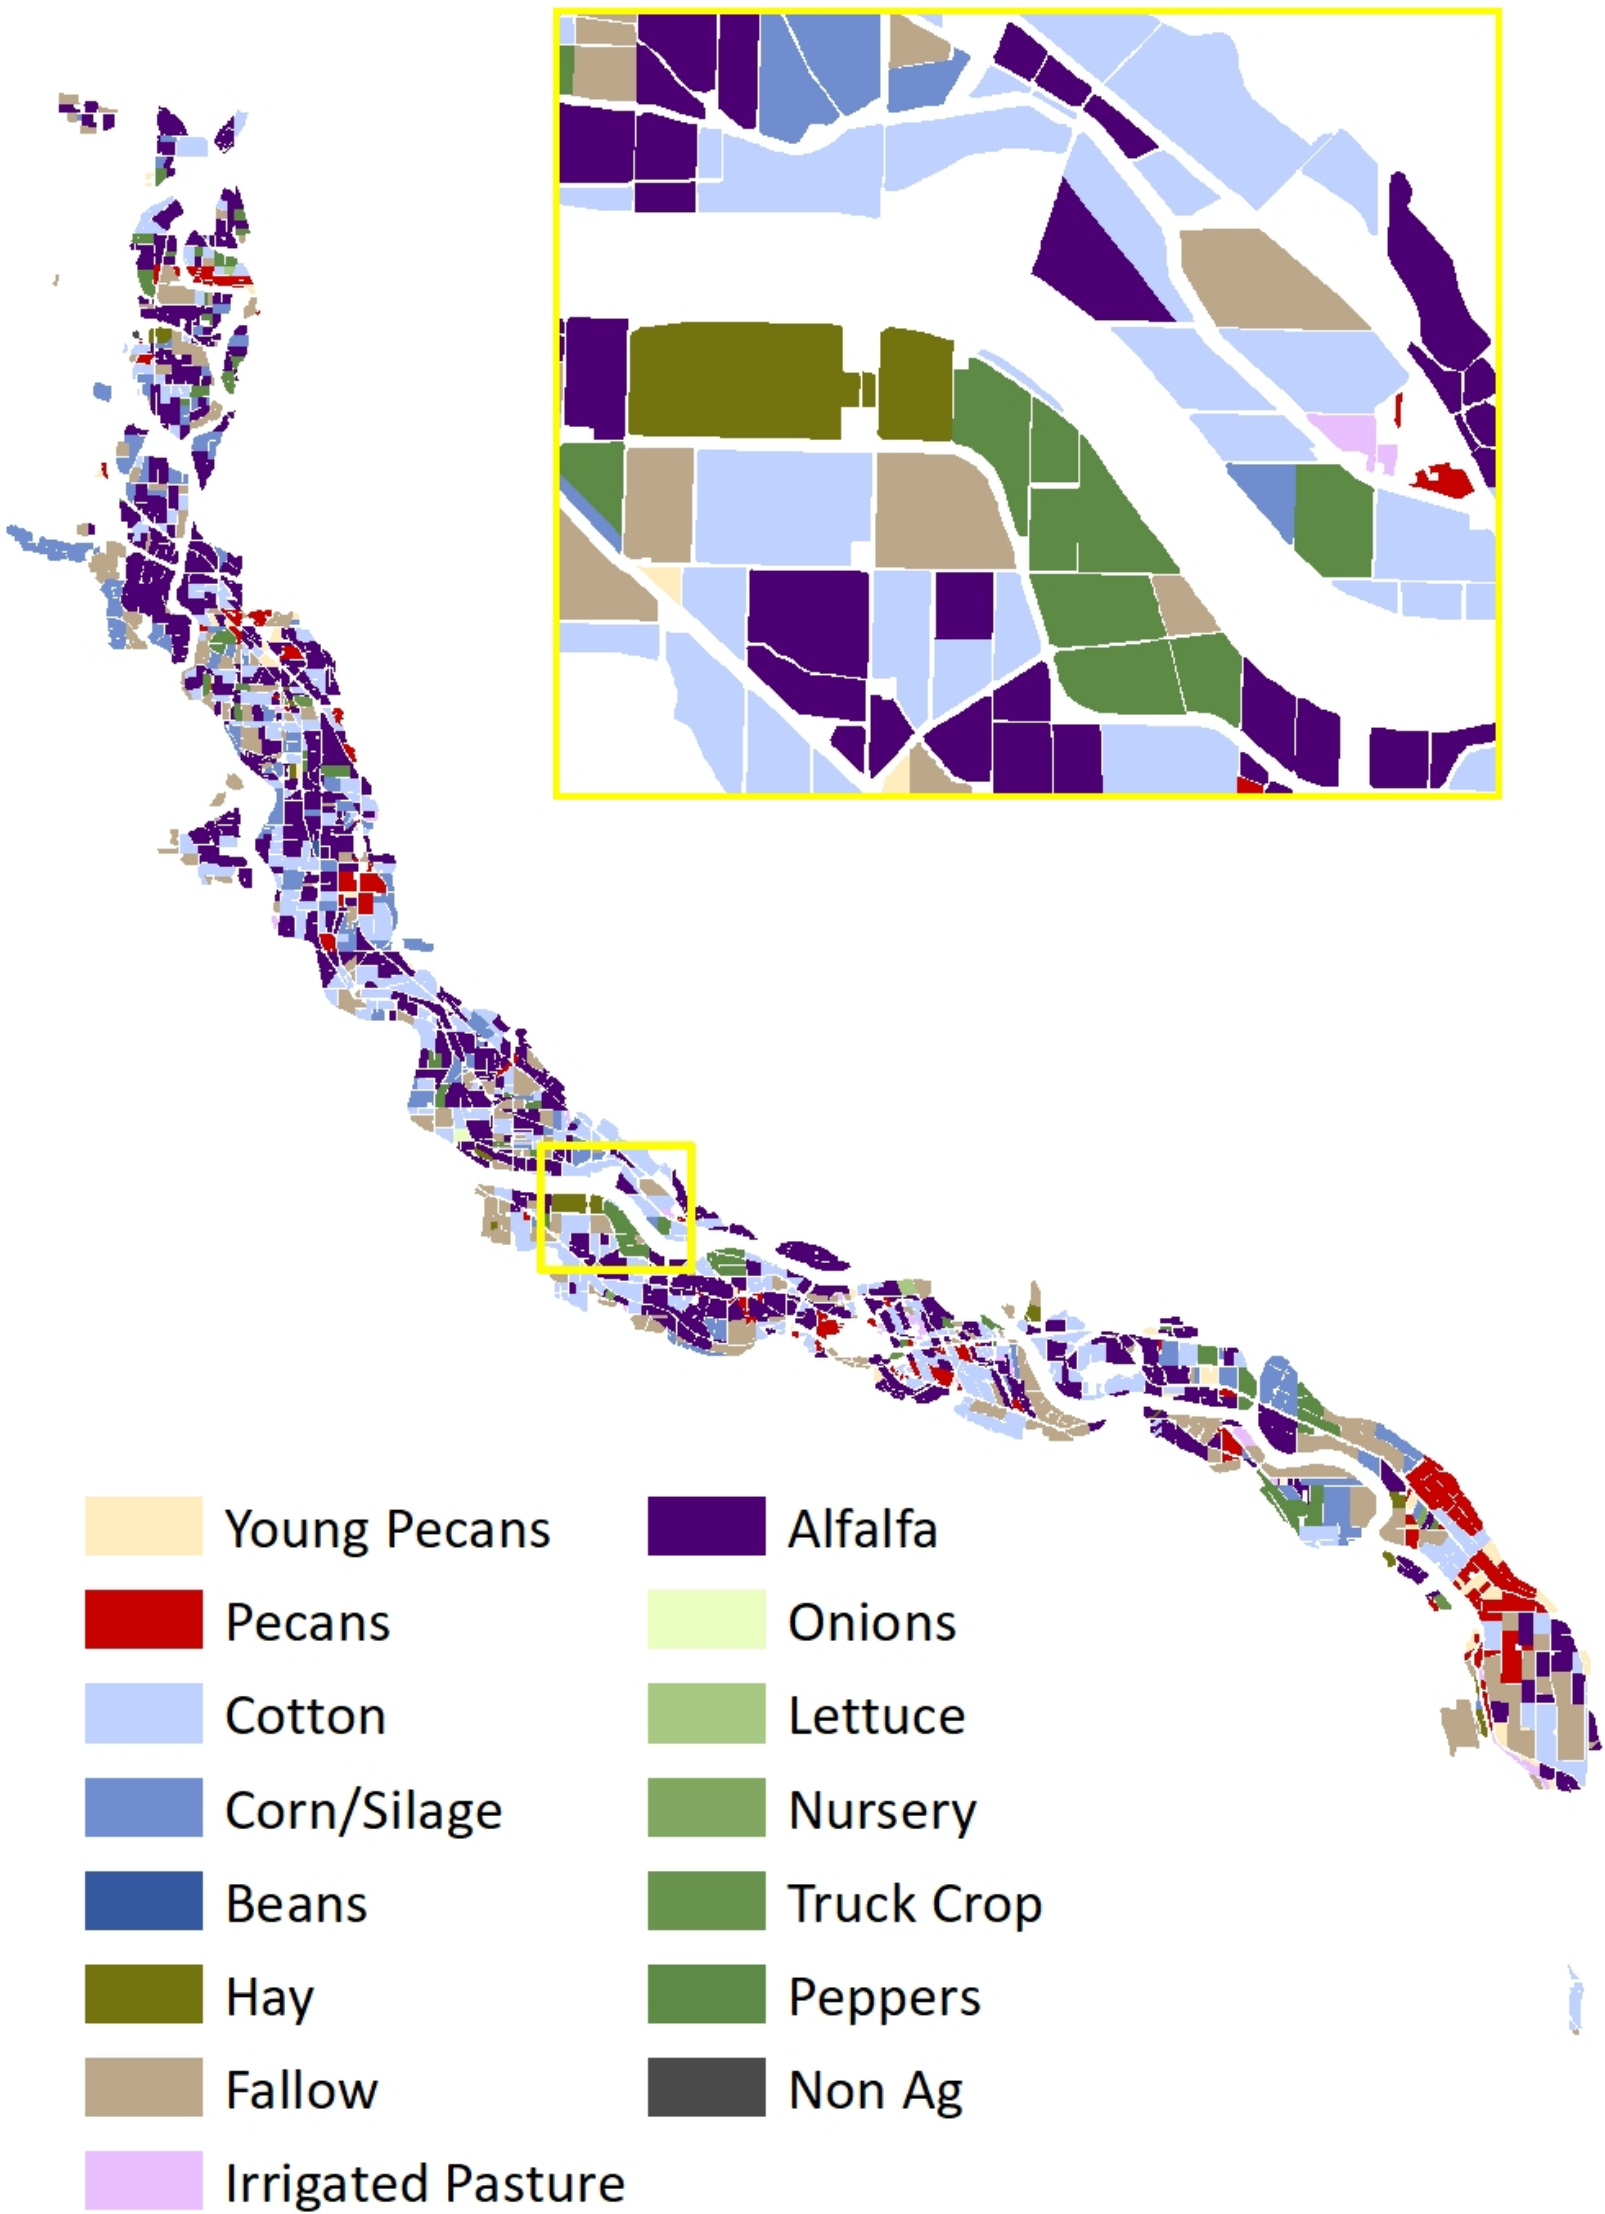 Young Pecans
Pecans
Cotton
Corn/Silage
Beans
Hay
Fallow
Irrigated Pasture
Alfalfa
Onions
Lettuce
Nursery
Truck Crop
Peppers
Non Ag